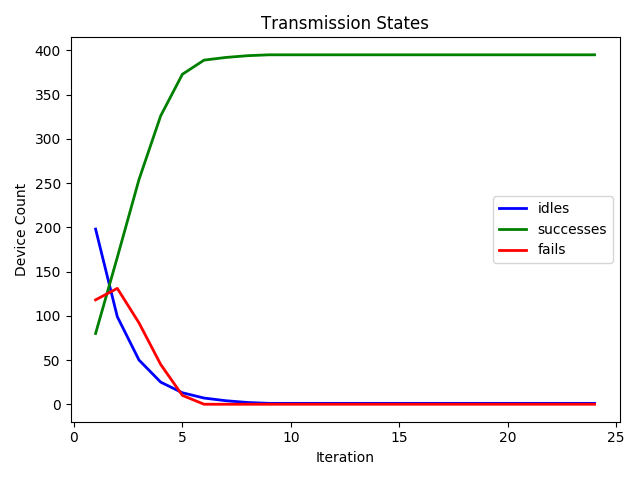 Transmission States
Device Count
400
350
300
250
200
150
100
50
0
idles
successes
fails
0 5 10 15 20 25
Iteration